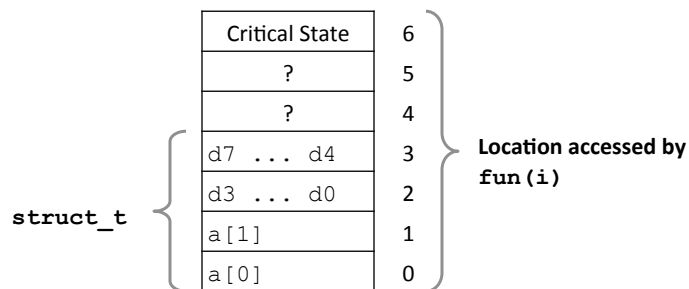 Critical State 6
? 5
? 4
d7 ... d4 3
d3 ... d0 2
a[1] 1
a[0] 0
struct_t
Location accessed by
fun(i)